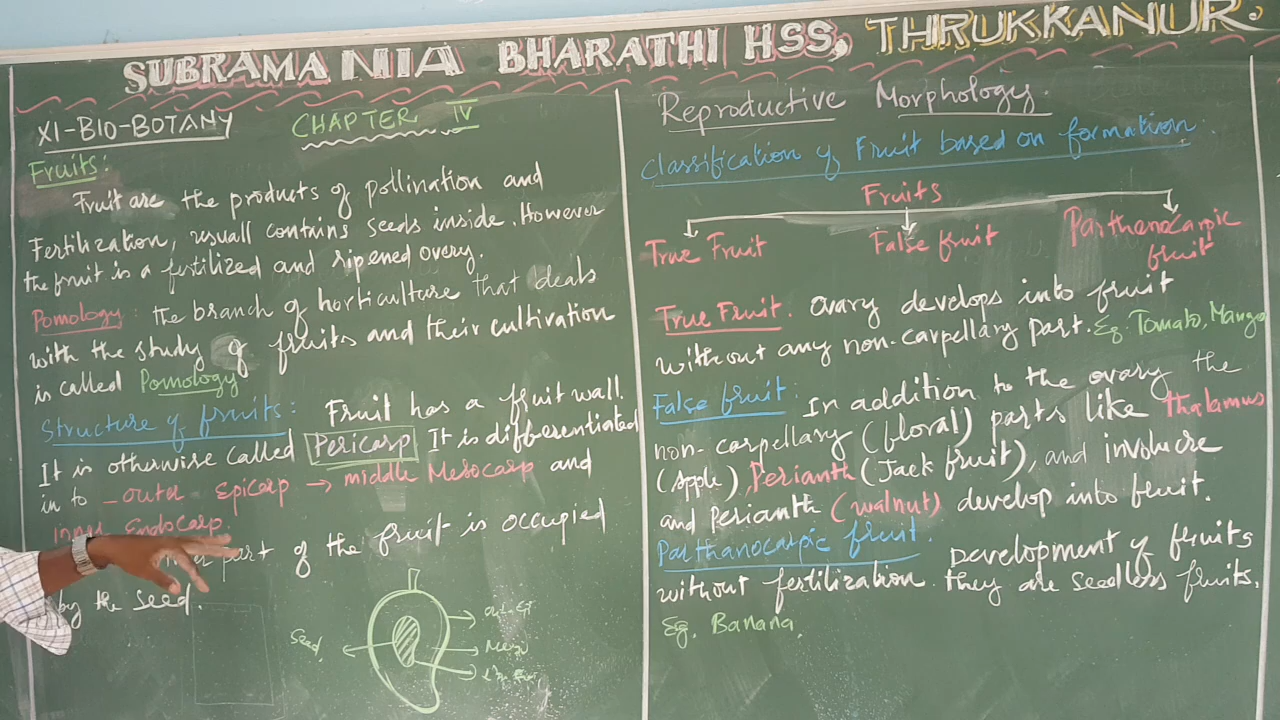 SUBRAMANIA BHARATHI HSS, THRUKKANUR.
XI-BIO-BOTANY CHAPTER IV
Fruits:
Fruit are the products of pollination and
Fertilization, usuall contains seeds inside. However
the fruit is a fertilized and ripened overy.
Pomology: the branch of horticulture that deals
with the study of fruits and their cultivation
is called Pomology
Structure of fruits: Fruit has a fruit wall.
It is otherwise called Pericarp It is differentiated
in to - outer Epicarp → middle Mesocarp and
inner Endocarp.
part of the fruit is occupied
by the seed.
Seed
Reproductive Morphology.
Classification of Fruit based on formation.
Fruits
True Fruit False fruit Parthanocarpic
fruit
True Fruit. Ovary develops into fruit
without any non-carpellary part. Eg. Tomato, Mango
False fruit: In addition to the ovary the
non-carpellary (floral) parts like thalamus
(Apple), Perianth (Jack fruit), and involucre
and Perianth (walnut) develop into fruit.
Parthanocarpic fruit. Development of fruits
without fertilization. they are seedless fruits.
Eg. Banana.